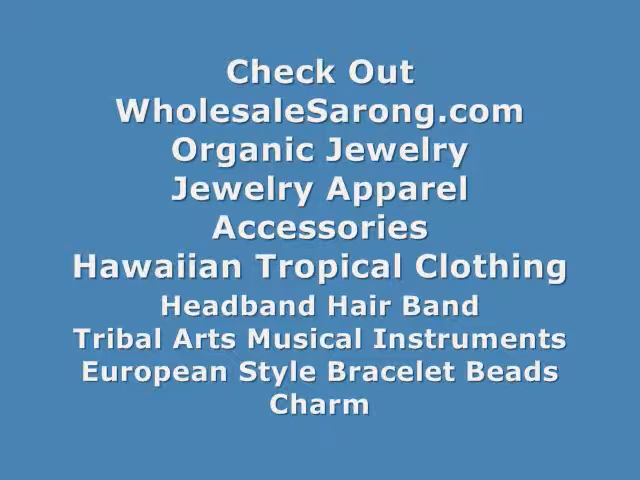 Check Out
WholesaleSarong.com
Organic Jewelry
Jewelry Apparel
Accessories
Hawaiian Tropical Clothing
Headband Hair Band
Tribal Arts Musical Instruments
European Style Bracelet Beads
Charm